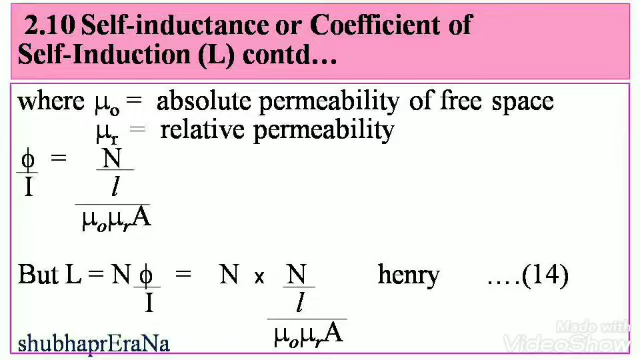 2.10 Self-inductance or Coefficient of
Self-Induction (L) contd...
where μo = absolute permeability of free space
μr = relative permeability
ϕ = N
I l
μoμrA
But L = N ϕ = N x N henry ....(14)
I l
μoμrA
shubhaprEraNa
Made with
VideoShow